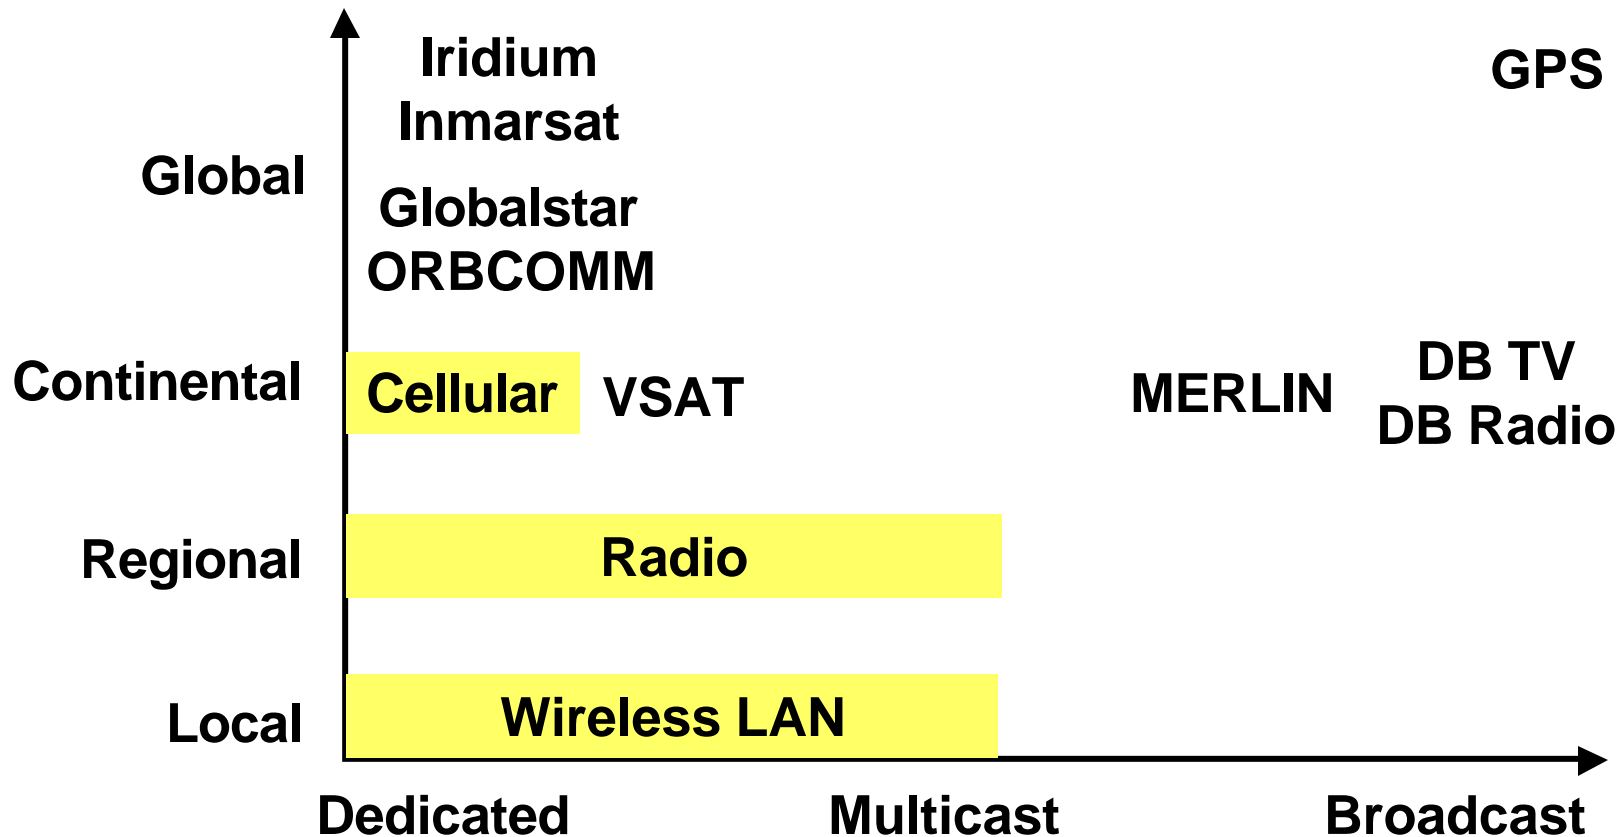 Iridium
Inmarsat
GPS
Global
Globalstar
ORBCOMM
Continental
Cellular
VSAT
MERLIN
DB TV
DB Radio
Regional
Radio
Local
Wireless LAN
Dedicated
Multicast
Broadcast